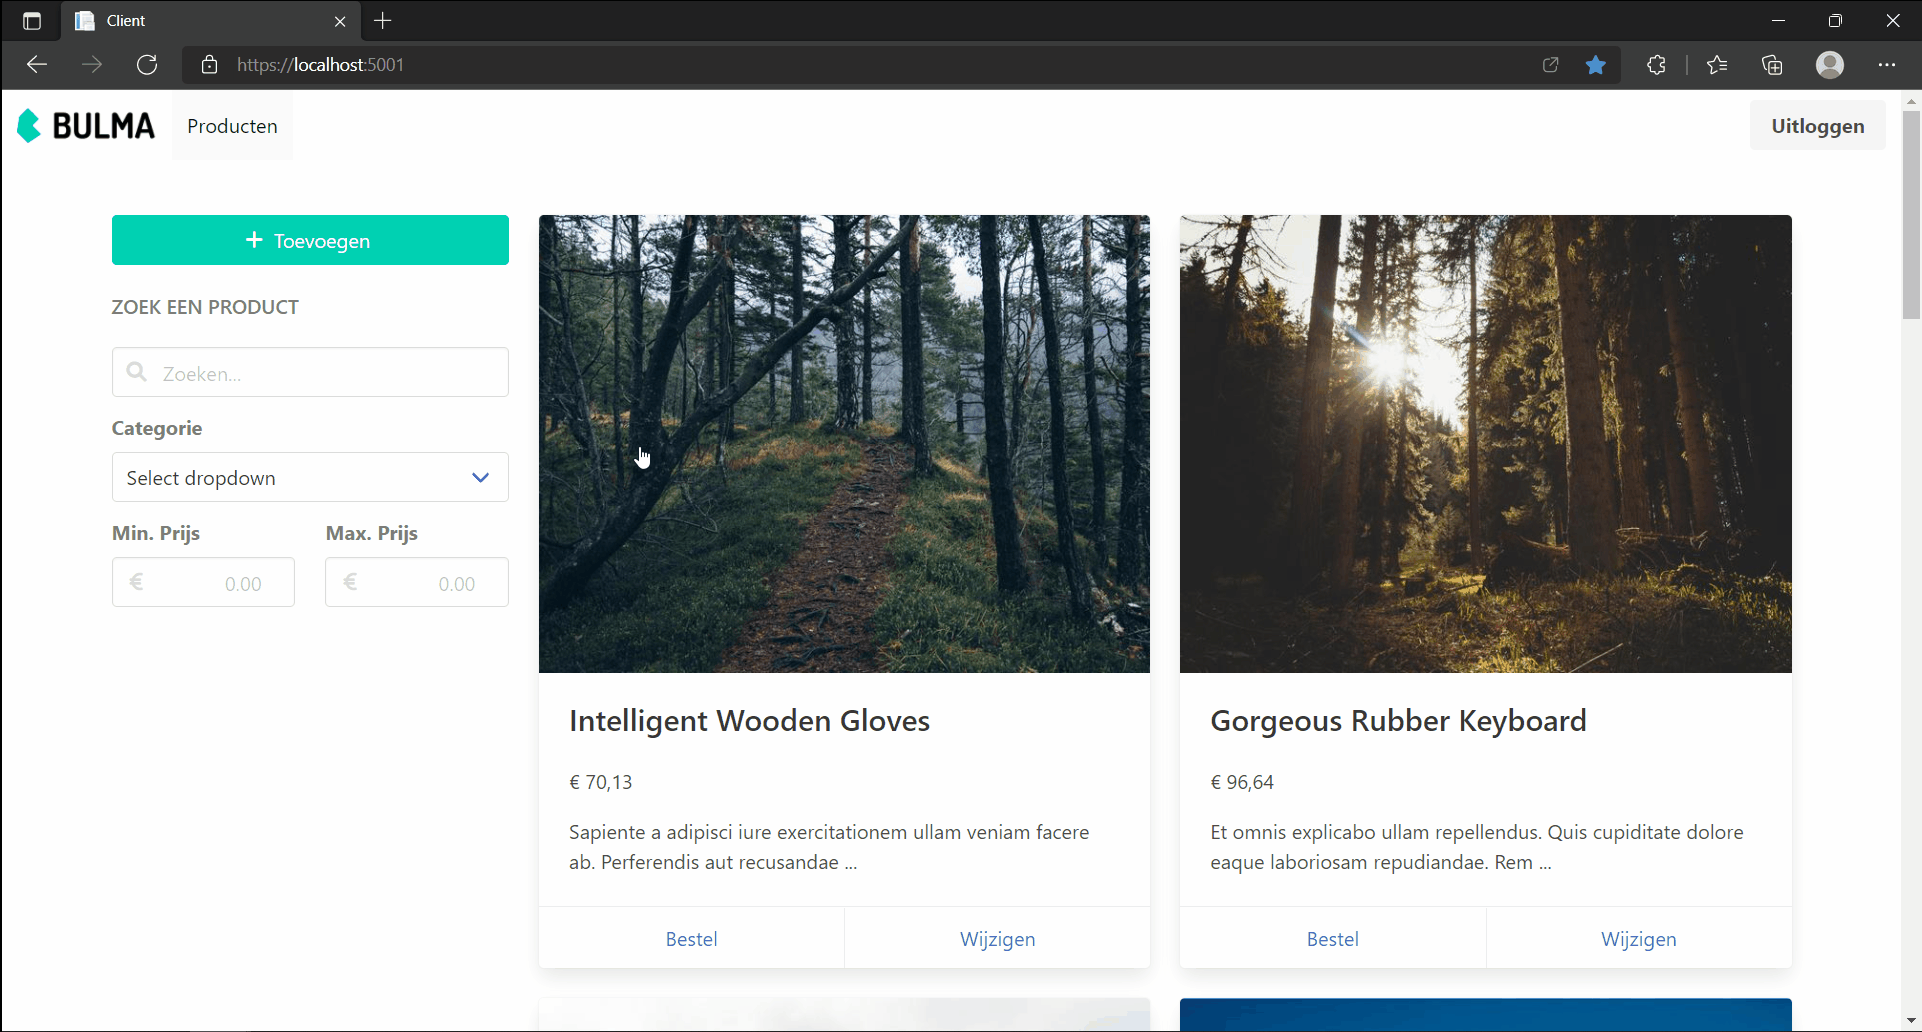 Client
https://localhost:5001
BULMA
Producten
Uitloggen
Toevoegen
ZOEK EEN PRODUCT
Zoeken...
Categorie
Select dropdown
Min. Prijs
Max. Prijs
€ 0.00
€ 0.00
Intelligent Wooden Gloves
€ 70,13
Sapiente a adipisci iure exercitationem ullam veniam facere
ab. Perferendis aut recusandae ...
Bestel
Wijzigen
Gorgeous Rubber Keyboard
€ 96,64
Et omnis explicabo ullam repellendus. Quis cupiditate dolore
eaque laboriosam repudiandae. Rem ...
Bestel
Wijzigen